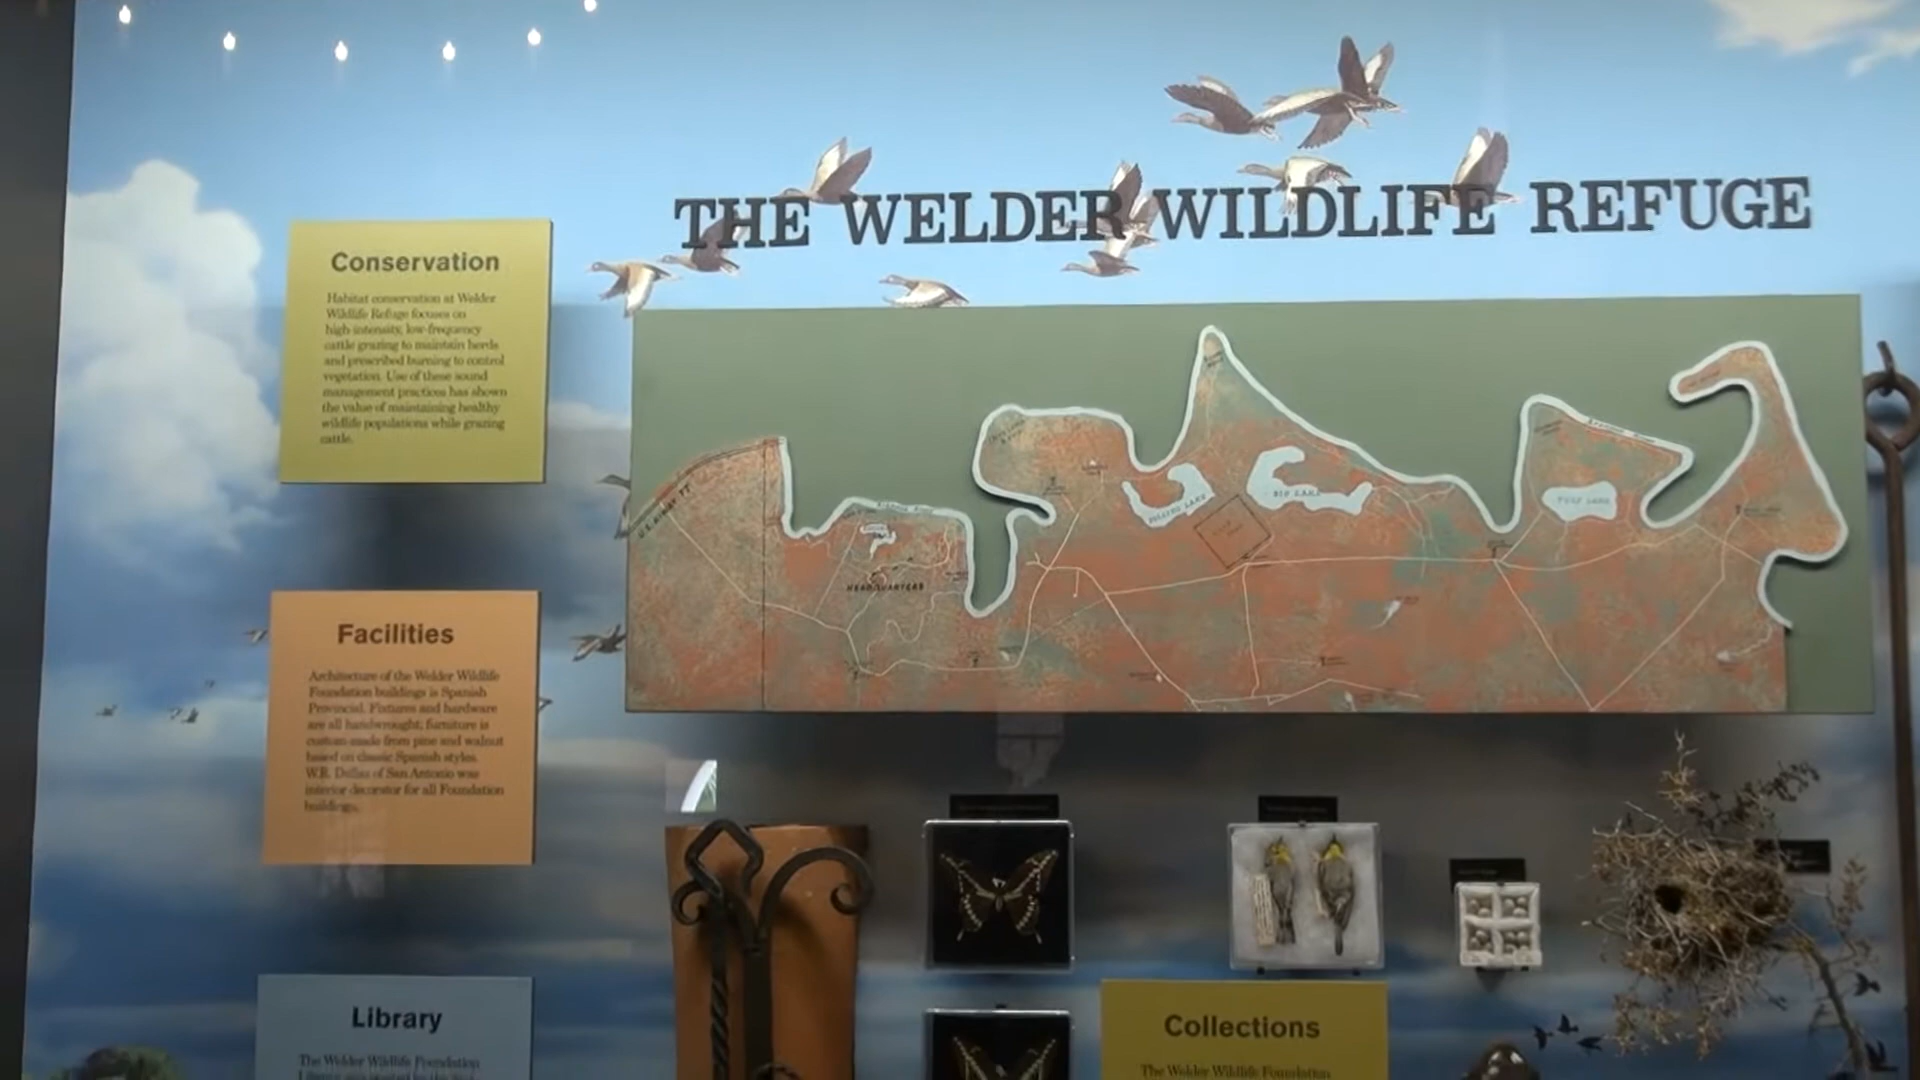 THE WELDER WILDLIFE REFUGE
Conservation
Habitat conservation at Welder
Wildlife Refuge focuses on
high-intensity, low-frequency
cattle grazing to maintain herds
and prescribed burning to control
vegetation. Use of these sound
management practices has shown
the value of maintaining healthy
wildlife populations while grazing
cattle.
U.S. HIGHWAY 77
HEADQUARTERS
BIG LAKE
Facilities
Architecture of the Welder Wildlife
Foundation buildings is Spanish
Provincial. Fixtures and hardware
are all handwrought; furniture is
custom-made from pine and walnut
based on classic Spanish styles.
W.B. Dallas of San Antonio was
interior decorator for all Foundation
buildings.
Library
The Welder Wildlife Foundation
Collections
The Welder Wildlife Foundation